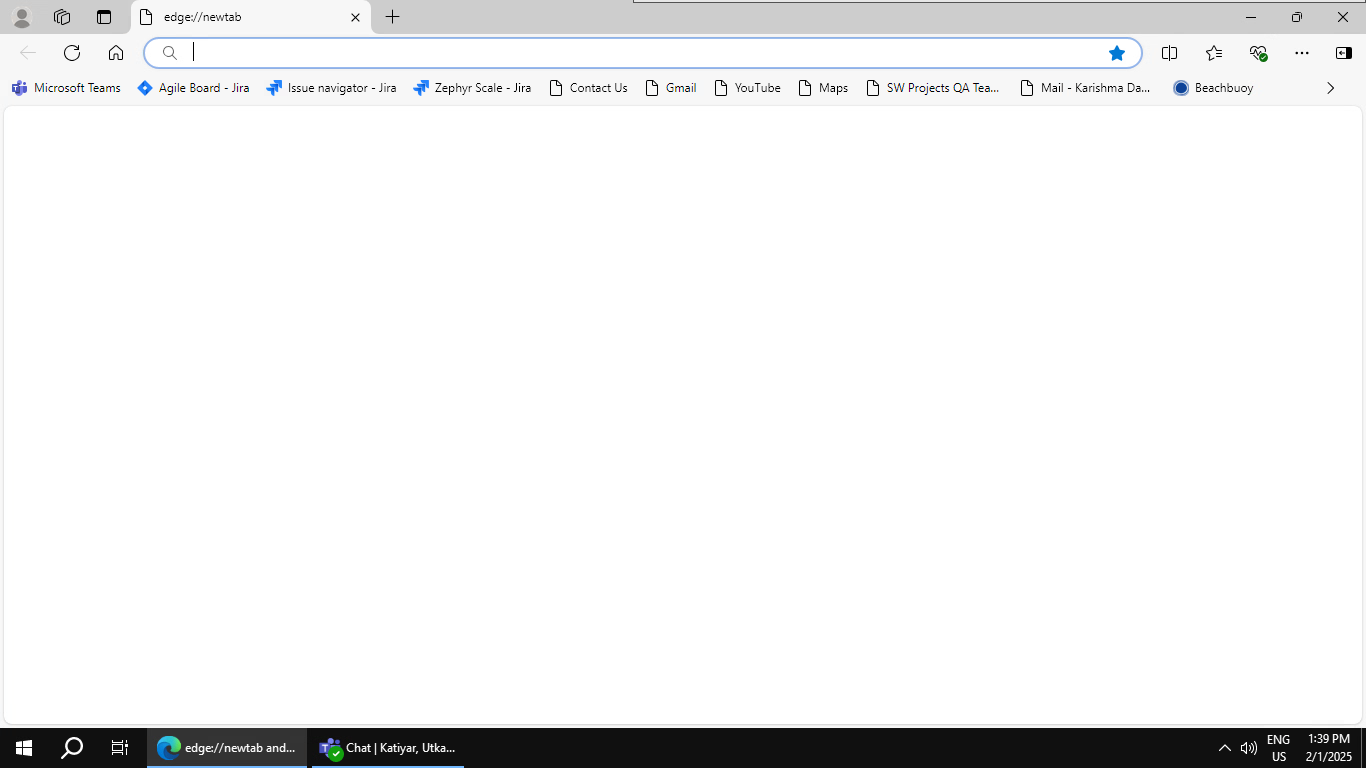 edge://newtab
Microsoft Teams
Agile Board - Jira
Issue navigator - Jira
Zephyr Scale - Jira
Contact Us
Gmail
YouTube
Maps
SW Projects QA Tea...
Mail - Karishma Da...
Beachbuoy
edge://newtab and...
Chat | Katiyar, Utka...
ENG
US
1:39 PM
2/1/2025